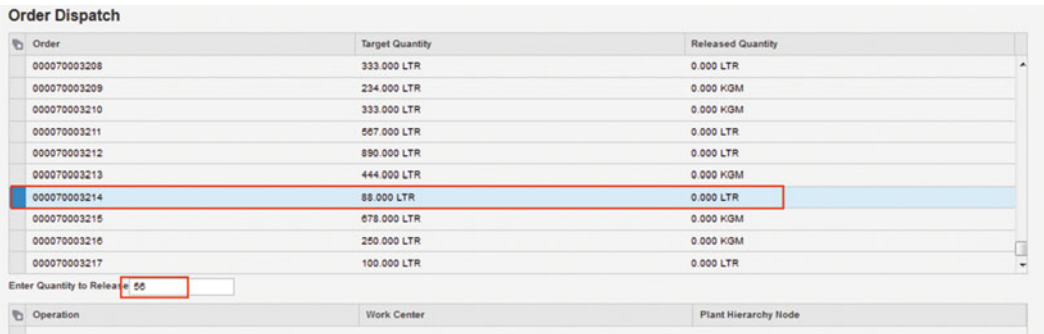 Order Dispatch
Order Target Quantity Released Quantity
000070003208 333.000 LTR 0.000 LTR
000070003209 234.000 LTR 0.000 KGM
000070003210 333.000 LTR 0.000 KGM
000070003211 567.000 LTR 0.000 LTR
000070003212 890.000 LTR 0.000 LTR
000070003213 444.000 LTR 0.000 KGM
000070003214 88.000 LTR 0.000 LTR
000070003215 678.000 LTR 0.000 KGM
000070003216 250.000 LTR 0.000 KGM
000070003217 100.000 LTR 0.000 LTR
Enter Quantity to Release 56
Operation Work Center Plant Hierarchy Node